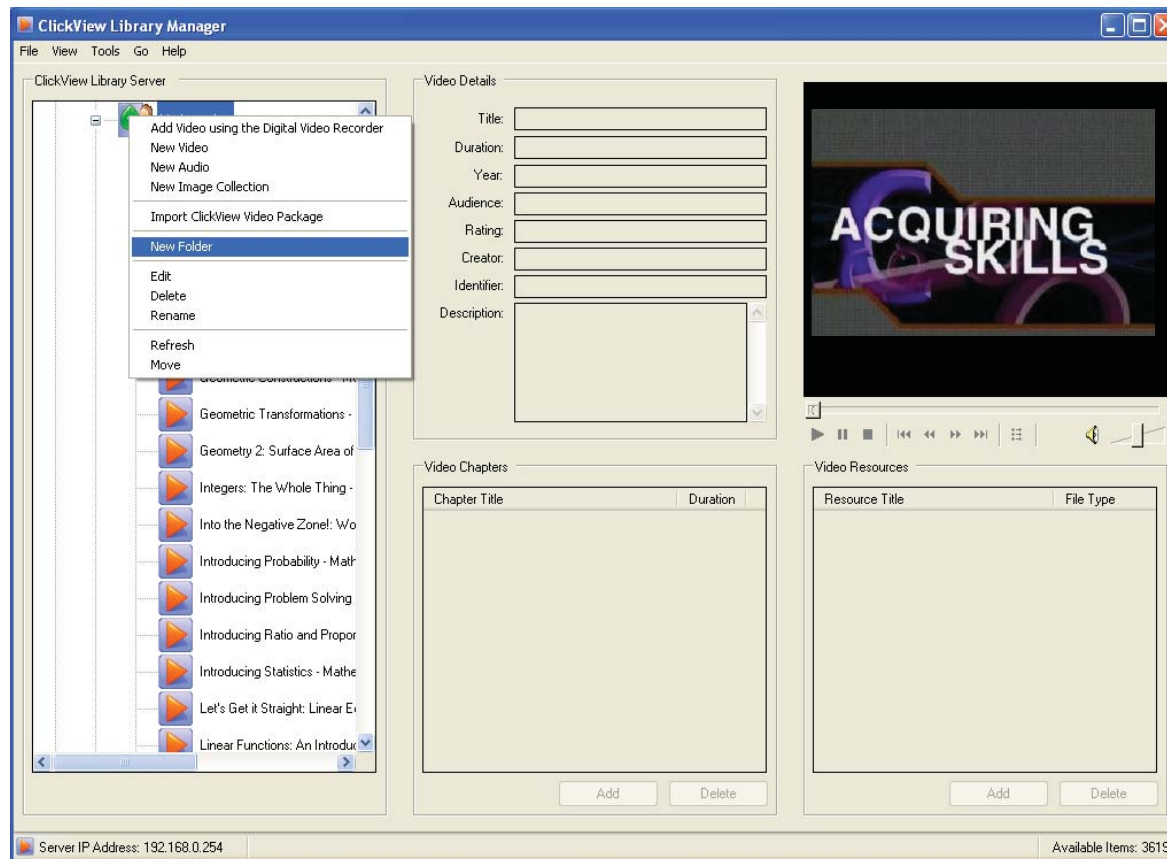 ClickView Library Manager
File View Tools Go Help
ClickView Library Server
Add Video using the Digital Video Recorder
New Video
New Audio
New Image Collection
Import ClickView Video Package
New Folder
Edit
Delete
Rename
Refresh
Move
Geometric Transformations -
Geometry 2: Surface Area of
Integers: The Whole Thing -
Into the Negative Zone!: Wo
Introducing Probability - Math
Introducing Problem Solving
Introducing Ratio and Propor
Introducing Statistics - Mathe
Let's Get it Straight: Linear E
Linear Functions: An Introduc
Video Details
Title:
Duration:
Year:
Audience:
Rating:
Creator:
Identifier:
Description:
ACQUIRING
SKILLS
Video Chapters
Chapter Title Duration
Add Delete
Video Resources
Resource Title File Type
Add Delete
Server IP Address: 192.168.0.254
Available Items: 3619